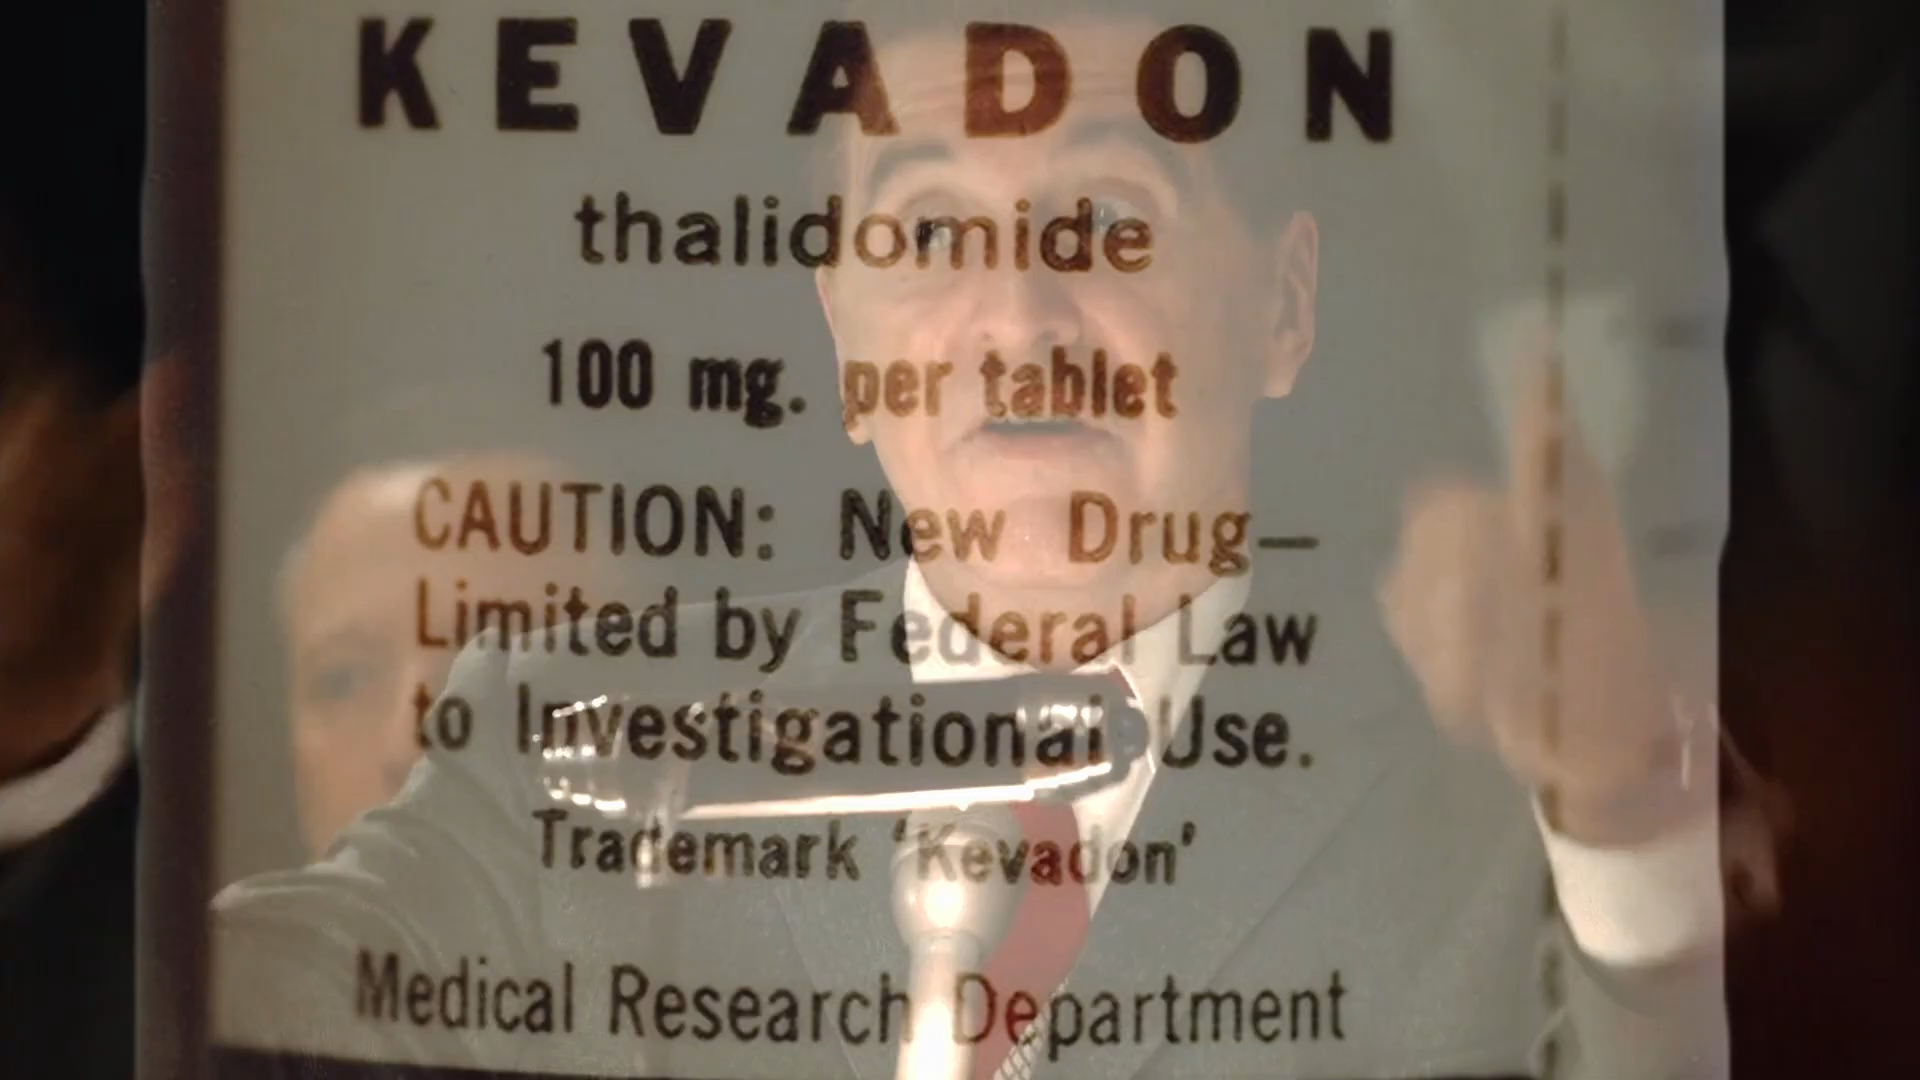 KEVADON
thalidomide
100 mg. per tablet
CAUTION: New Drug—
Limited by Federal Law
to Investigational Use.
Trademark ‘Kevadon’
Medical Research Department